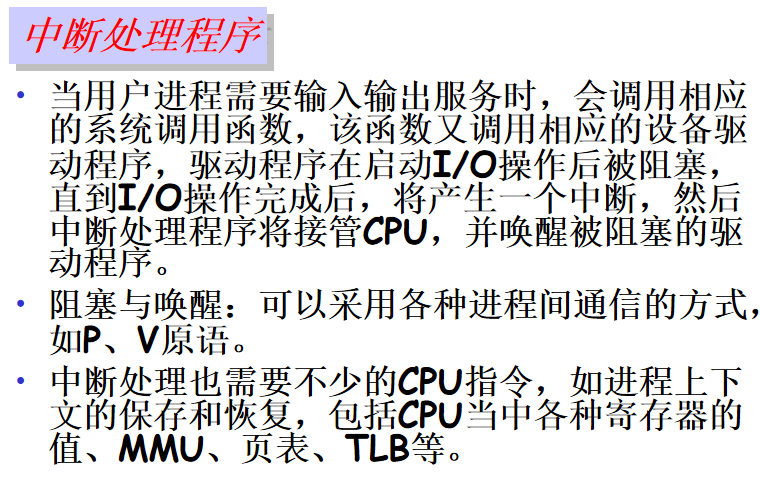 中断处理程序
• 当用户进程需要输入输出服务时，会调用相应
的系统调用函数，该函数又调用相应的设备驱
动程序，驱动程序在启动I/O操作后被阻塞，
直到I/O操作完成后，将产生一个中断，然后
中断处理程序将接管CPU，并唤醒被阻塞的驱
动程序。
• 阻塞与唤醒：可以采用各种进程间通信的方式，
如P、V原语。
• 中断处理也需要不少的CPU指令，如进程上下
文的保存和恢复，包括CPU当中各种寄存器的
值、MMU、页表、TLB等。